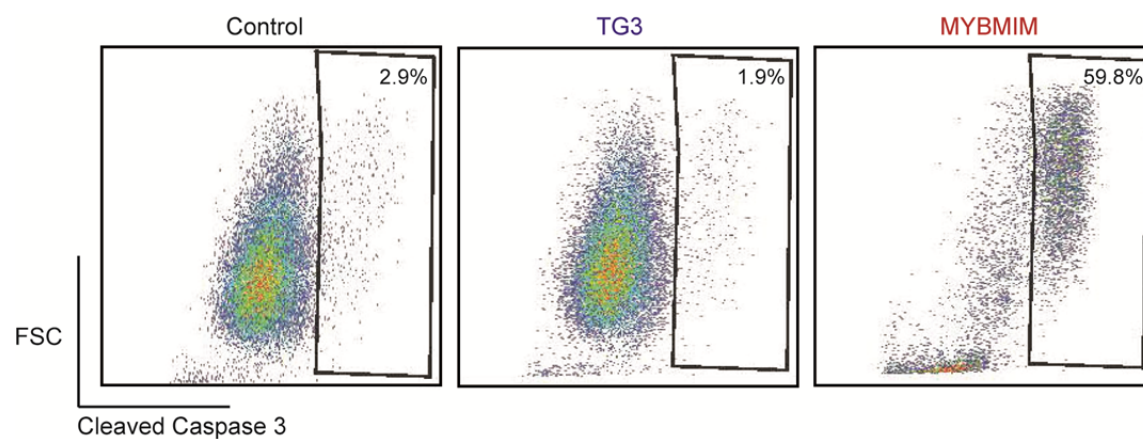 Control
TG3
MYBMIM
2.9%
1.9%
59.8%
FSC
Cleaved Caspase 3